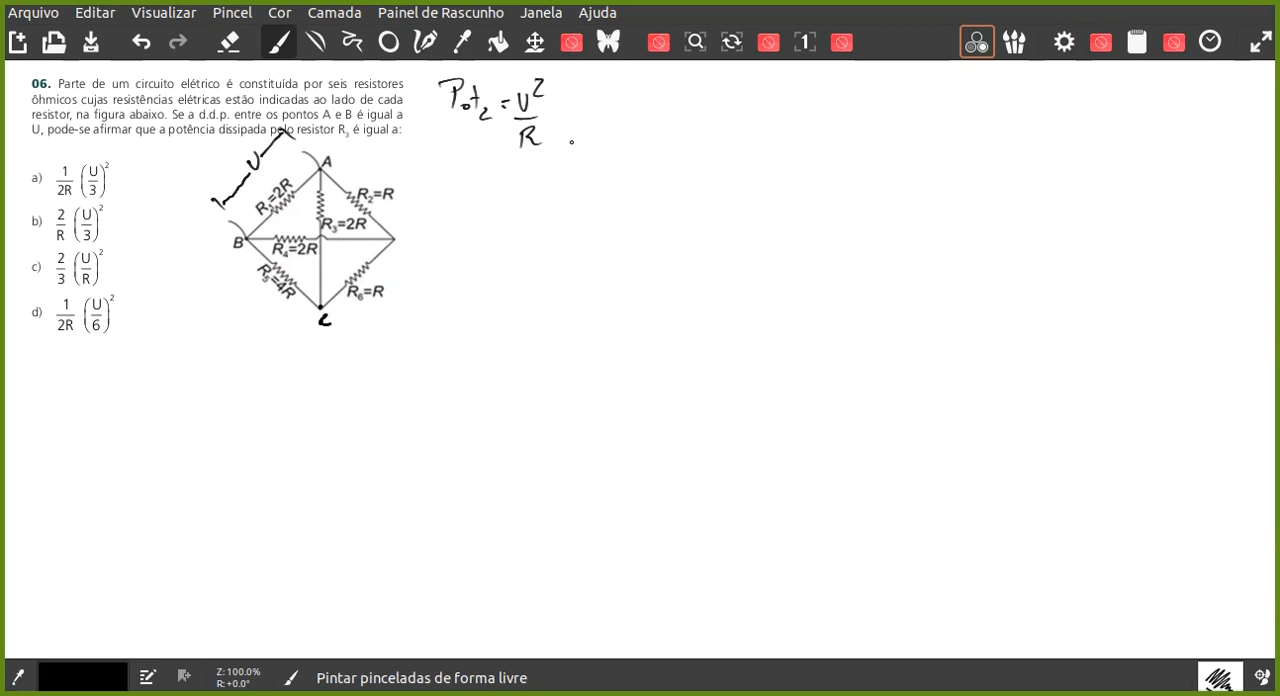 Arquivo Editar Visualizar Pincel Cor Camada Painel de Rascunho Janela Ajuda
06. Parte de um circuito elétrico é constituída por seis resistores
ôhmicos cujas resistências elétricas estão indicadas ao lado de cada
resistor, na figura abaixo. Se a d.d.p. entre os pontos A e B é igual a
U, pode-se afirmar que a potência dissipada pelo resistor R₃ é igual a:
Pot₂ = U²/R .
a) 1/2R (U/3)²
b) 2/R (U/3)²
c) 2/3 (U/R)²
d) 1/2R (U/6)²
U
A
R₁=2R
R₂=R
R₃=2R
B
R₄=2R
R₅=4R
R₆=R
C
Z: 100.0%
R: +0.0°
Pintar pinceladas de forma livre